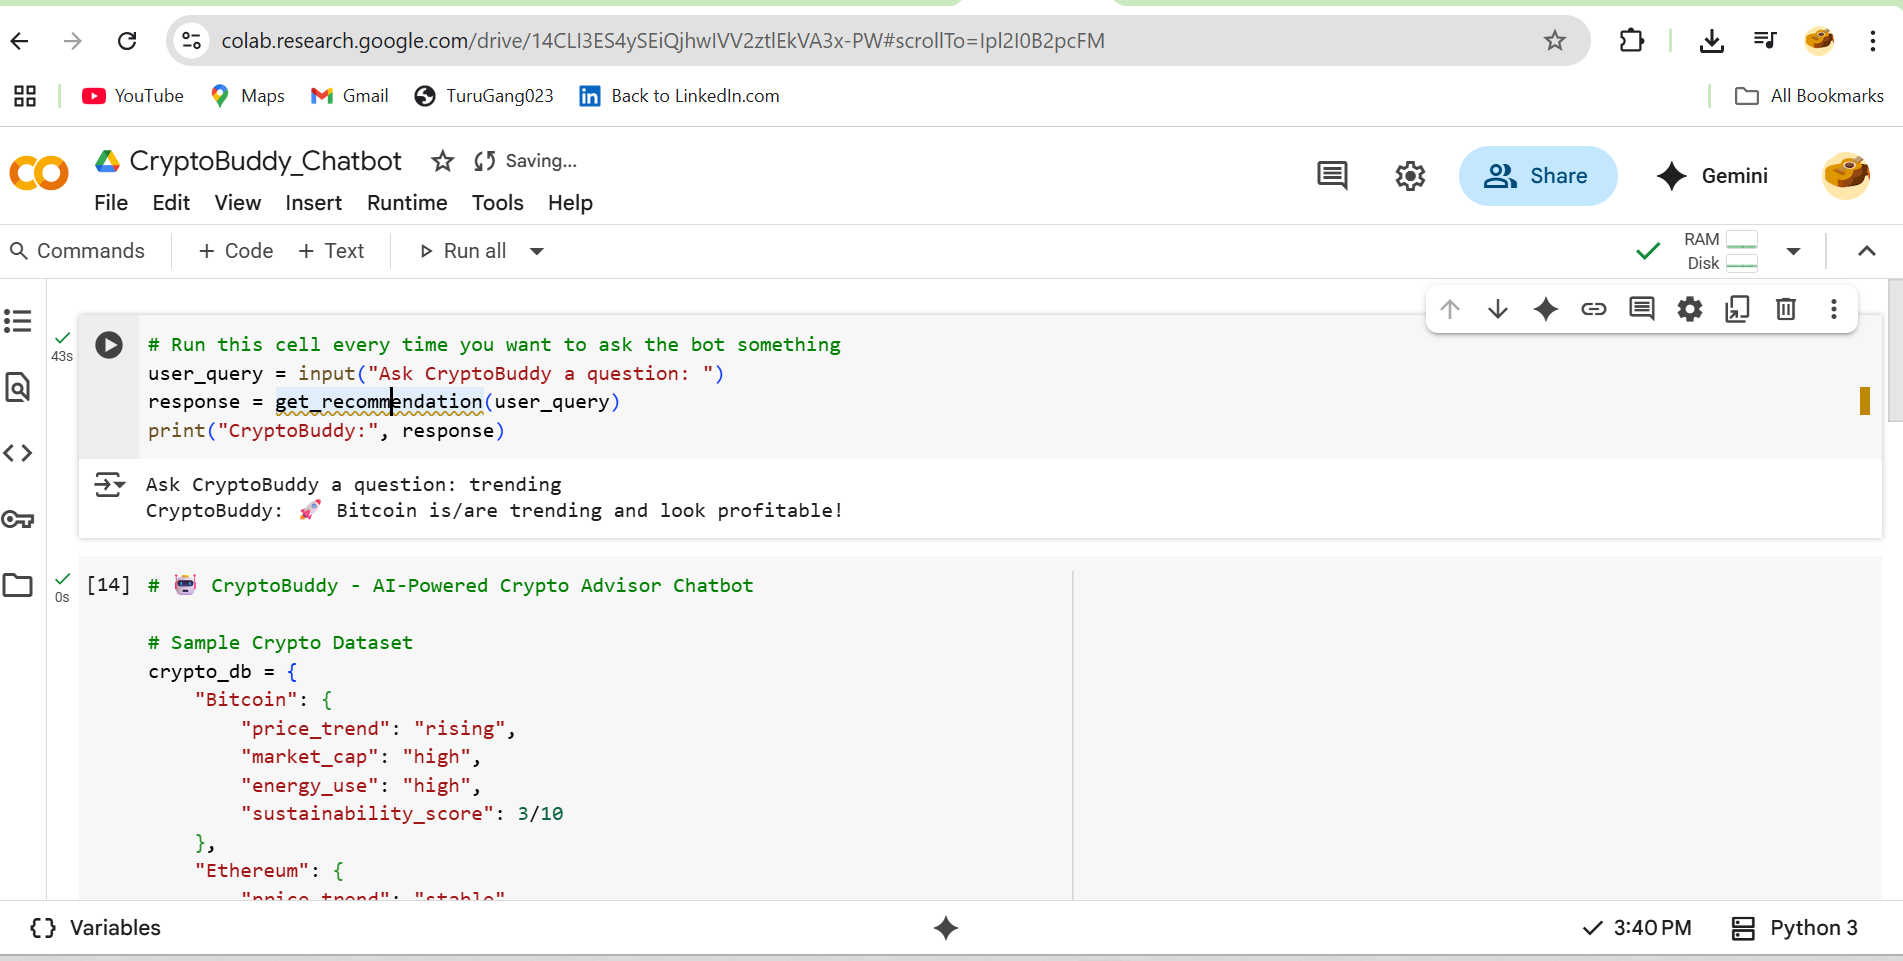 colab.research.google.com/drive/14CLI3ES4ySEiQjhwIVV2ztlEkVA3x-PW#scrollTo=Ipl2I0B2pcFM
YouTube Maps Gmail TuruGang023 Back to LinkedIn.com All Bookmarks
CryptoBuddy_Chatbot Saving...
File Edit View Insert Runtime Tools Help
Share Gemini
Commands + Code + Text Run all
RAM
Disk
43s
# Run this cell every time you want to ask the bot something
user_query = input("Ask CryptoBuddy a question: ")
response = get_recommendation(user_query)
print("CryptoBuddy:", response)
Ask CryptoBuddy a question: trending
CryptoBuddy: 🚀 Bitcoin is/are trending and look profitable!
0s
[14] # 🤖 CryptoBuddy - AI-Powered Crypto Advisor Chatbot
# Sample Crypto Dataset
crypto_db = {
"Bitcoin": {
"price_trend": "rising",
"market_cap": "high",
"energy_use": "high",
"sustainability_score": 3/10
},
"Ethereum": {
"price_trend": "stable"
{} Variables 3:40 PM Python 3